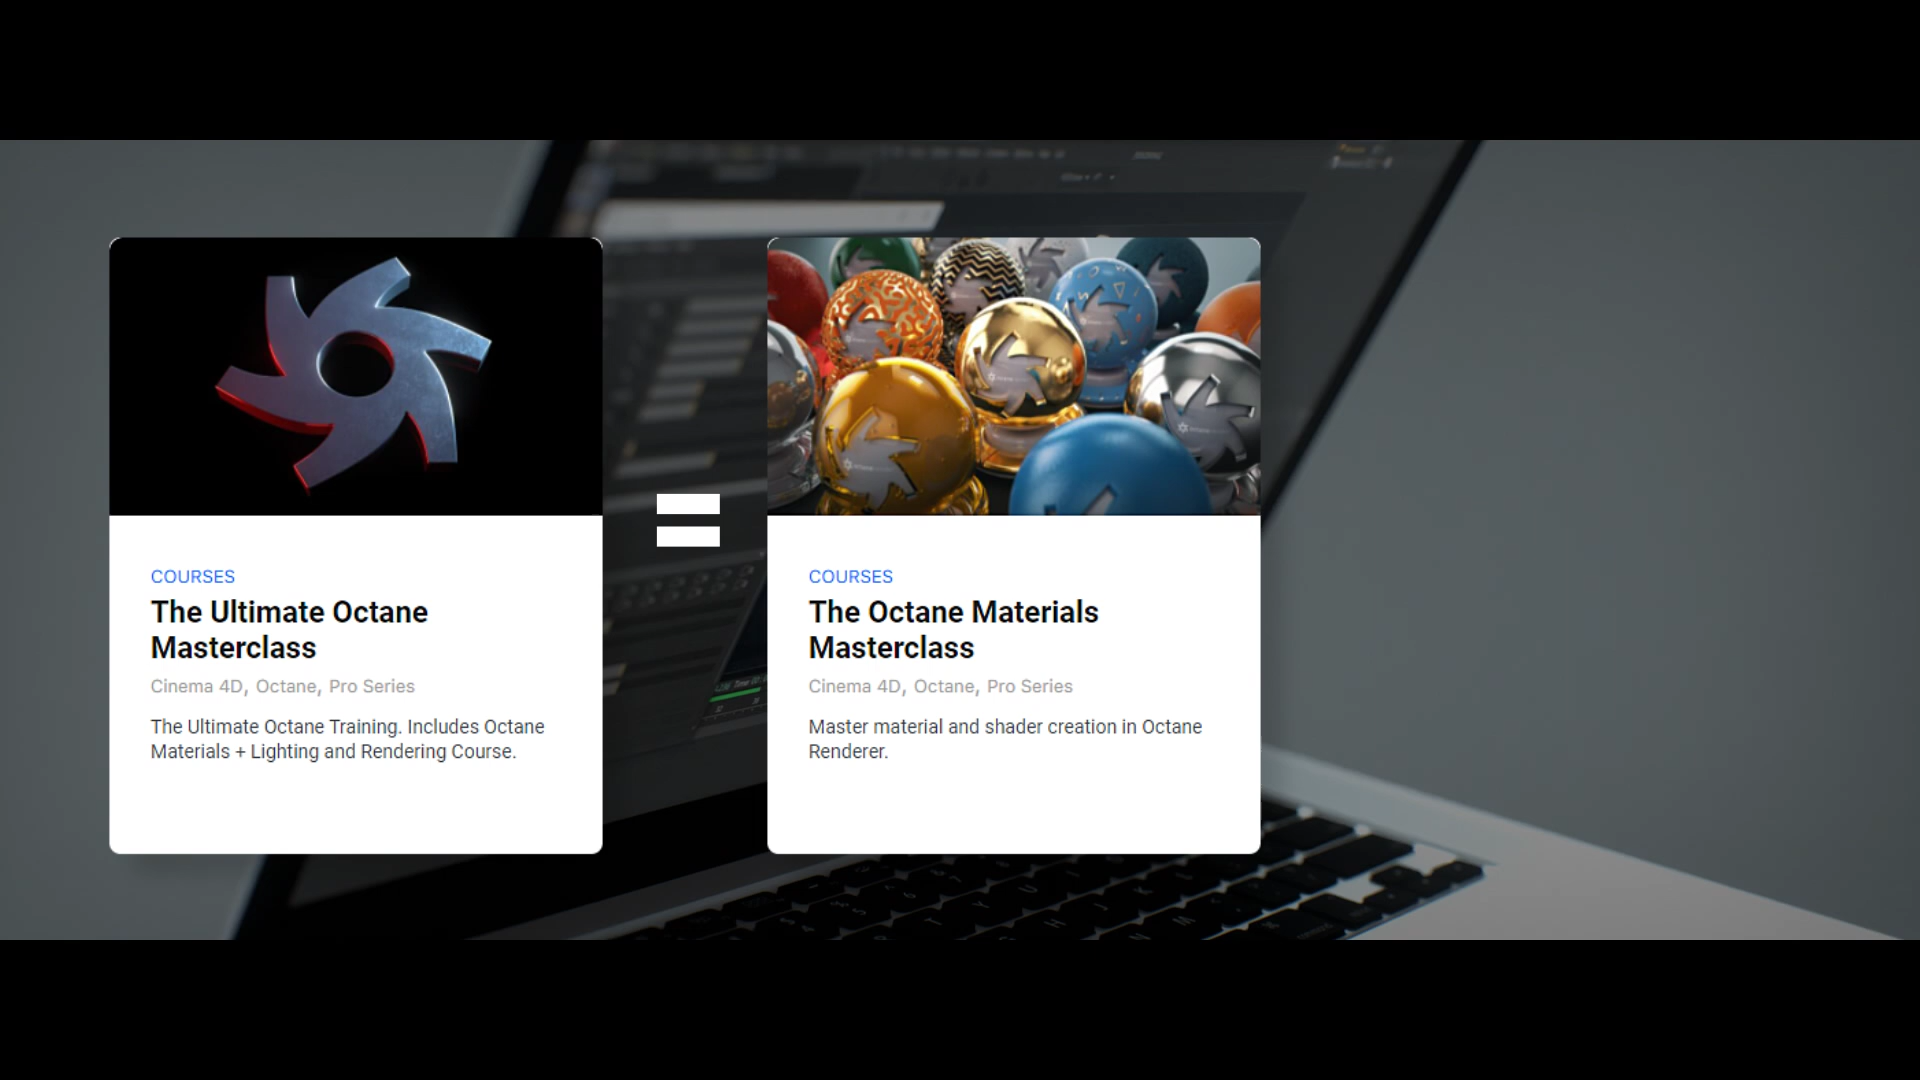 COURSES
The Ultimate Octane
Masterclass
Cinema 4D, Octane, Pro Series
The Ultimate Octane Training. Includes Octane
Materials + Lighting and Rendering Course.
=
COURSES
The Octane Materials
Masterclass
Cinema 4D, Octane, Pro Series
Master material and shader creation in Octane
Renderer.